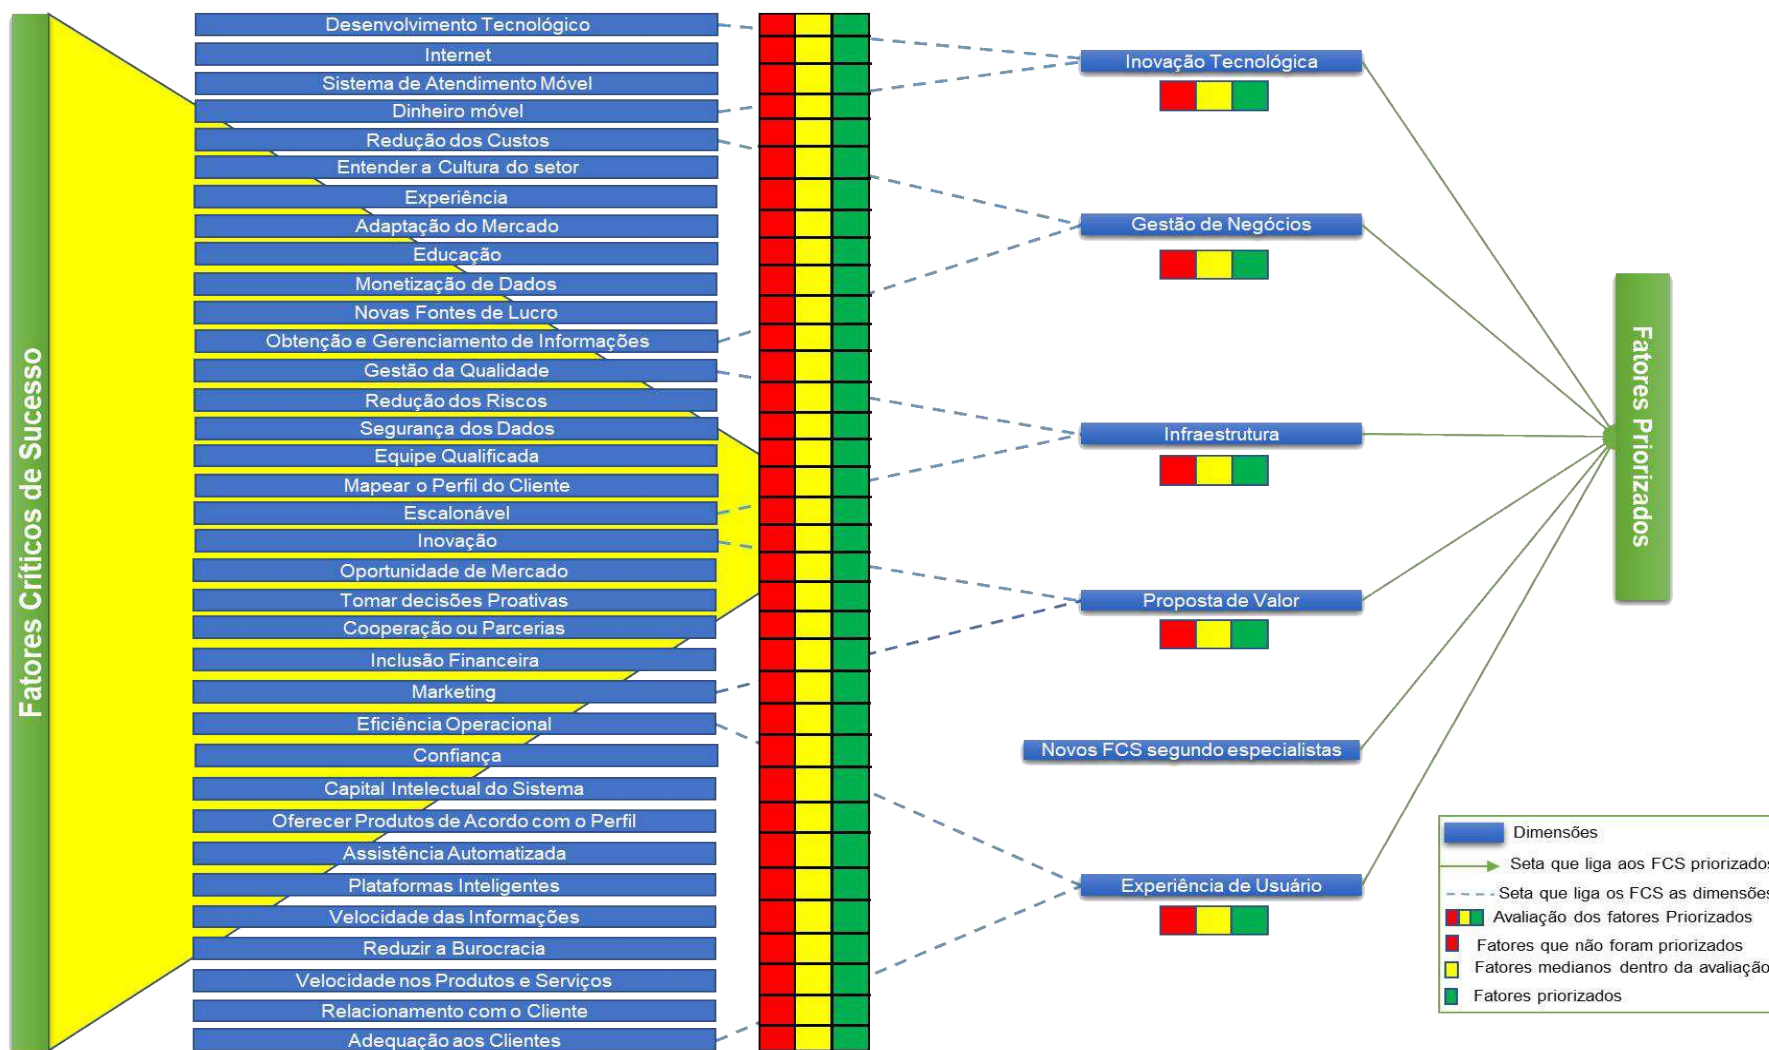 Fatores Críticos de Sucesso
Desenvolvimento Tecnológico
Internet
Sistema de Atendimento Móvel
Dinheiro móvel
Redução dos Custos
Entender a Cultura do setor
Experiência
Adaptação do Mercado
Educação
Monetização de Dados
Novas Fontes de Lucro
Obtenção e Gerenciamento de Informações
Gestão da Qualidade
Redução dos Riscos
Segurança dos Dados
Equipe Qualificada
Mapear o Perfil do Cliente
Escalonável
Inovação
Oportunidade de Mercado
Tomar decisões Proativas
Cooperação ou Parcerias
Inclusão Financeira
Marketing
Eficiência Operacional
Confiança
Capital Intelectual do Sistema
Oferecer Produtos de Acordo com o Perfil
Assistência Automatizada
Plataformas Inteligentes
Velocidade das Informações
Reduzir a Burocracia
Velocidade nos Produtos e Serviços
Relacionamento com o Cliente
Adequação aos Clientes
Inovação Tecnológica
Gestão de Negócios
Infraestrutura
Proposta de Valor
Novos FCS segundo especialistas
Experiência de Usuário
Fatores Priorizados
Dimensões
Seta que liga aos FCS priorizados
Seta que liga os FCS as dimensões
Avaliação dos fatores Priorizados
Fatores que não foram priorizados
Fatores medianos dentro da avaliação
Fatores priorizados